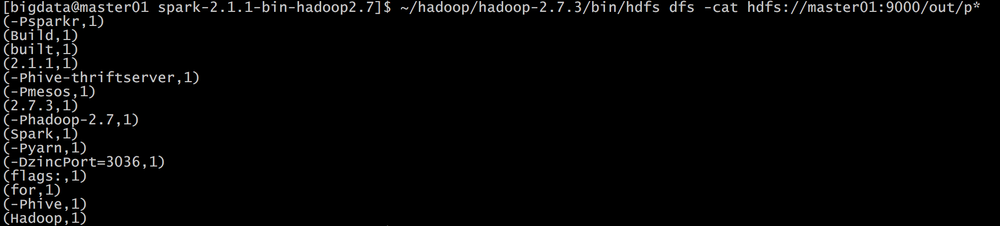 [bigdata@master01 spark-2.1.1-bin-hadoop2.7]$ ~/hadoop/hadoop-2.7.3/bin/hdfs dfs -cat hdfs://master01:9000/out/p*
(-Psparkr,1)
(Build,1)
(built,1)
(2.1.1,1)
(-Phive-thriftserver,1)
(-Pmesos,1)
(2.7.3,1)
(-Phadoop-2.7,1)
(Spark,1)
(-Pyarn,1)
(-DzincPort=3036,1)
(flags:,1)
(for,1)
(-Phive,1)
(Hadoop,1)